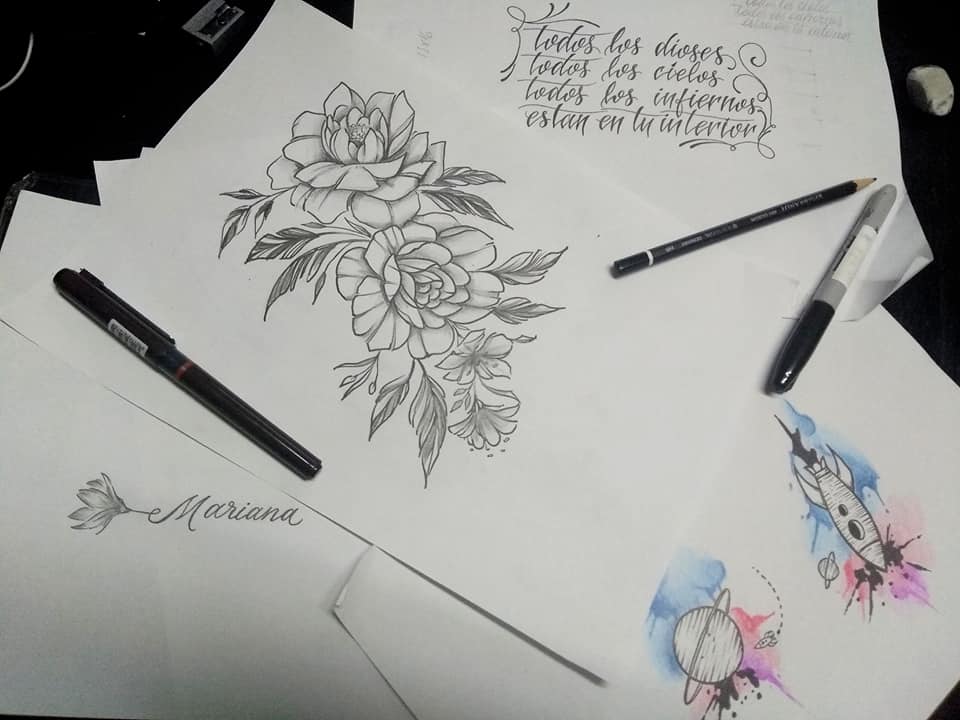 todos los dioses,
todos los cielos
todos los infiernos
estan en tu interior
Mariana